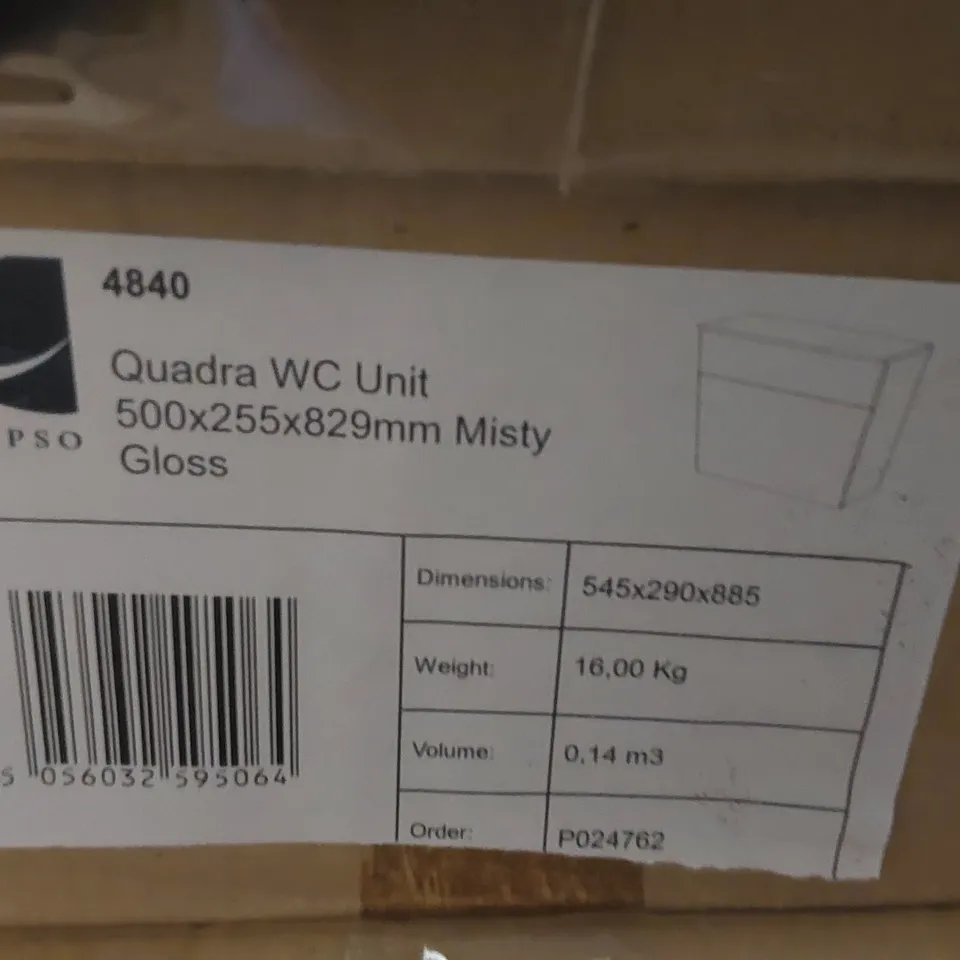 4840
Quadra WC Unit
500x255x829mm Misty
Gloss
PSO
Dimensions: 545x290x885
Weight: 16,00 Kg
Volume: 0,14 m3
Order: P024762
5 056032 595064